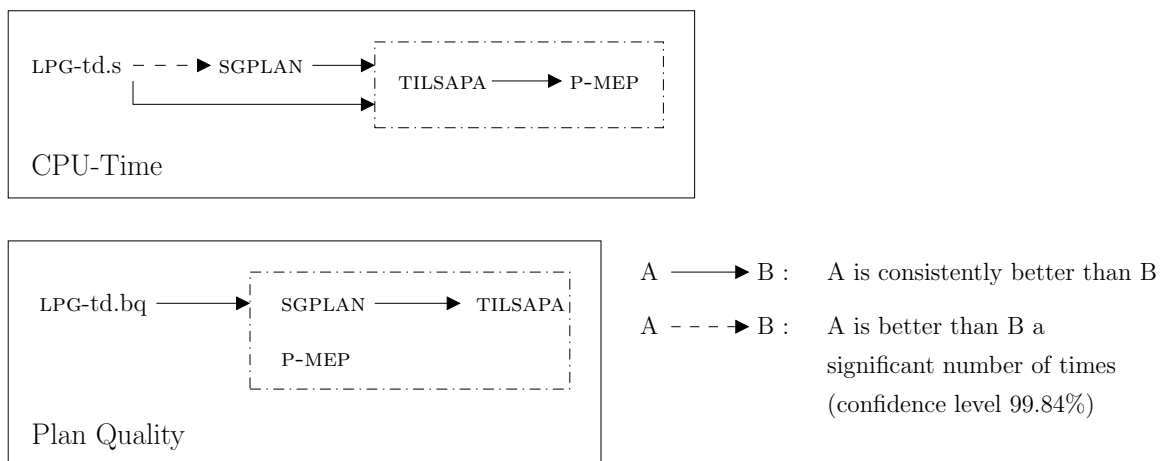 LPG-td.s SGPLAN TILSAPA P-MEP
CPU-Time
LPG-td.bq SGPLAN TILSAPA
P-MEP
Plan Quality
A B : A is consistently better than B
A B : A is better than B a
significant number of times
(confidence level 99.84%)